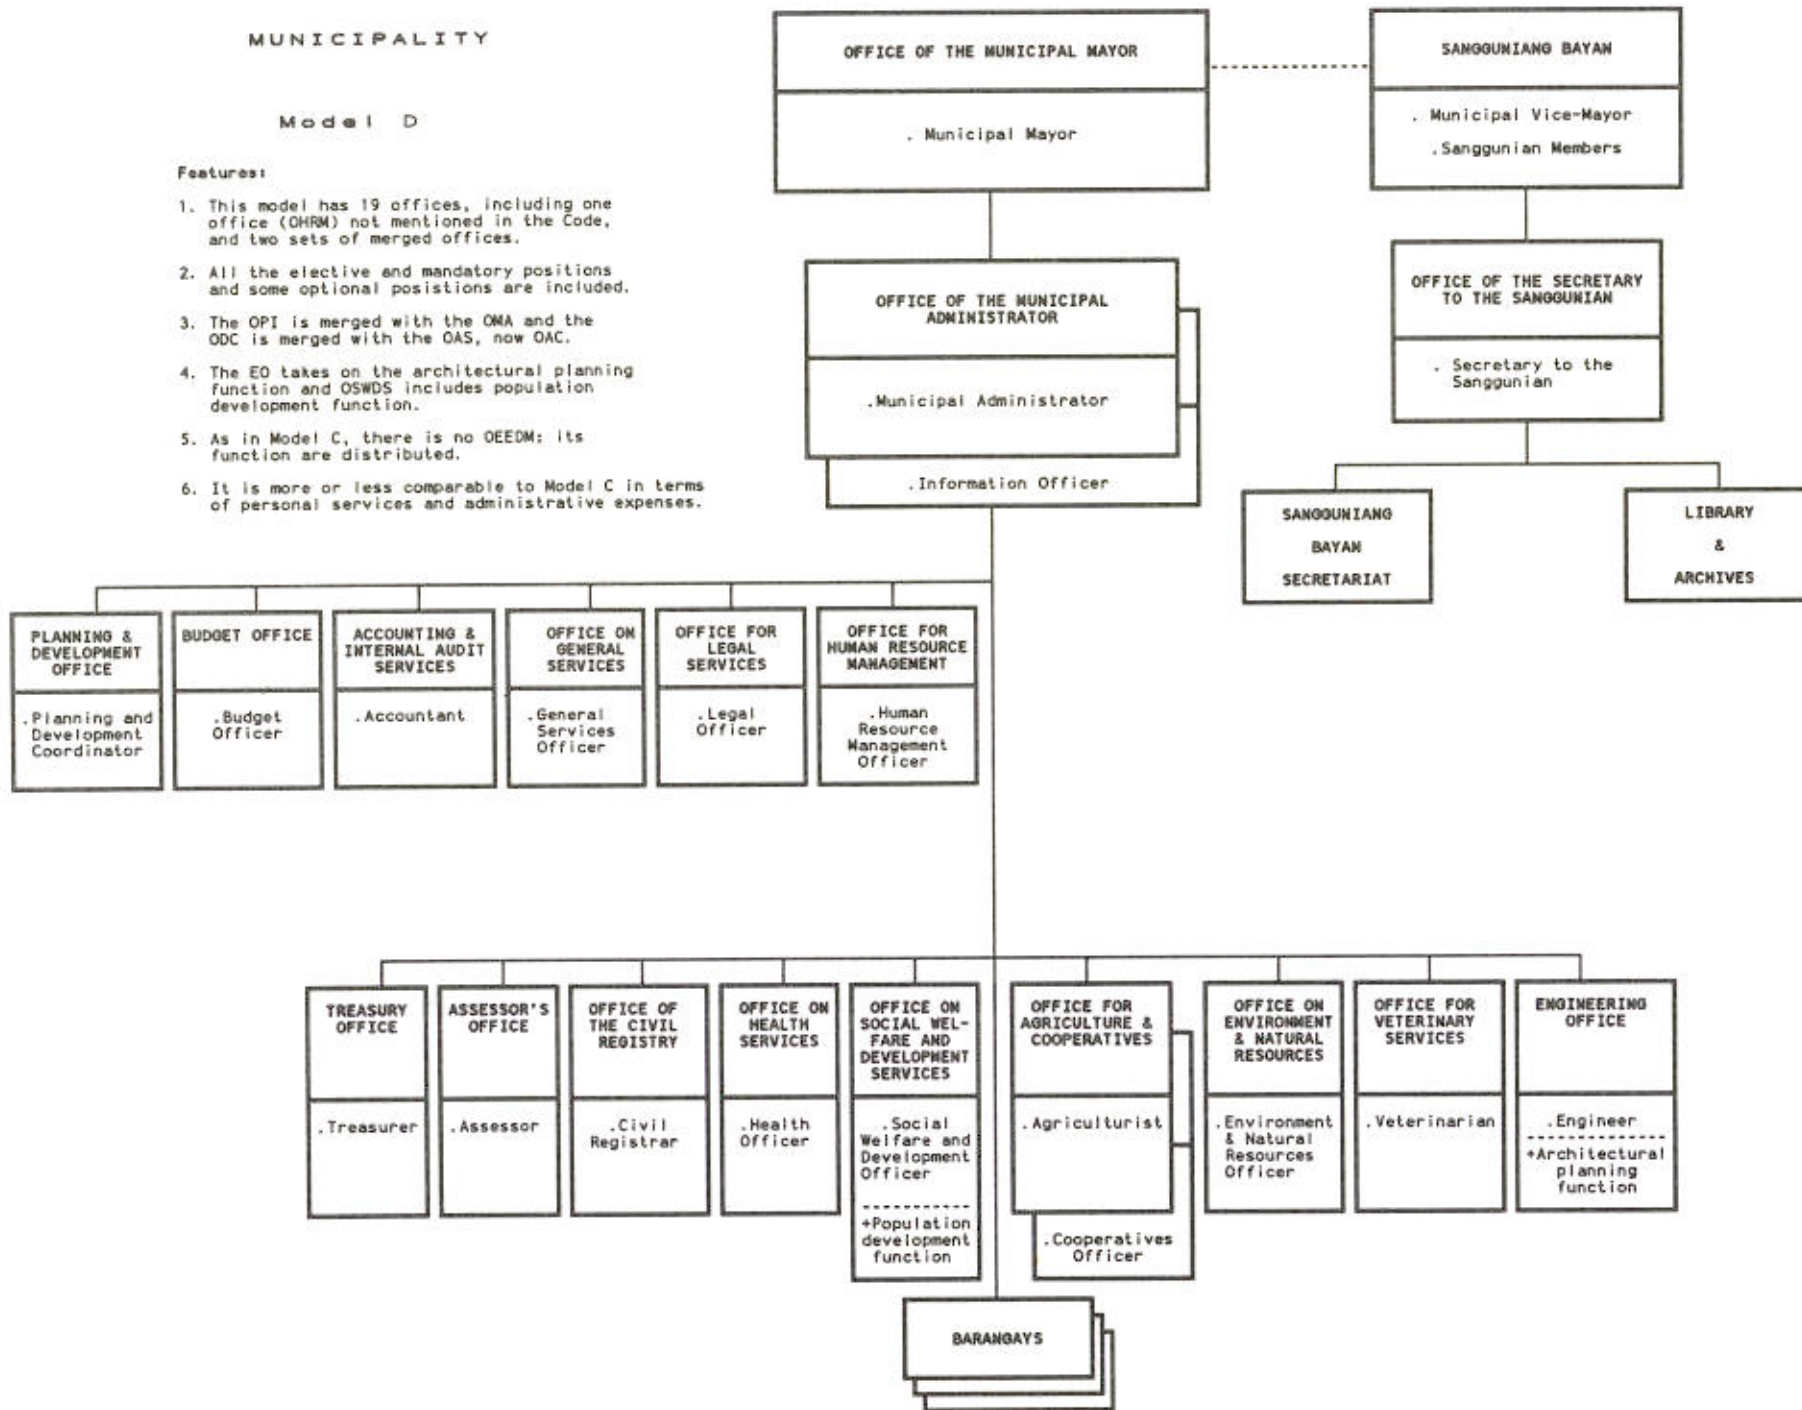 MUNICIPALITY
Model D
Features:
1. This model has 19 offices, including one
office (OHRM) not mentioned in the Code,
and two sets of merged offices.
2. All the elective and mandatory positions
and some optional posistions are included.
3. The OPI is merged with the OMA and the
ODC is merged with the OAS, now OAC.
4. The EO takes on the architectural planning
function and OSWDS includes population
development function.
5. As in Model C, there is no OEEDM; its
function are distributed.
6. It is more or less comparable to Model C in terms
of personal services and administrative expenses.
OFFICE OF THE MUNICIPAL MAYOR
. Municipal Mayor
SANGGUNIANG BAYAN
. Municipal Vice-Mayor
.Sanggunian Members
OFFICE OF THE MUNICIPAL
ADMINISTRATOR
.Municipal Administrator
.Information Officer
OFFICE OF THE SECRETARY
TO THE SANGGUNIAN
. Secretary to the
Sanggunian
SANGGUNIANG
BAYAN
SECRETARIAT
LIBRARY
&
ARCHIVES
PLANNING &
DEVELOPMENT
OFFICE
.Planning and
Development
Coordinator
BUDGET OFFICE
.Budget
Officer
ACCOUNTING &
INTERNAL AUDIT
SERVICES
.Accountant
OFFICE ON
GENERAL
SERVICES
.General
Services
Officer
OFFICE FOR
LEGAL
SERVICES
.Legal
Officer
OFFICE FOR
HUMAN RESOURCE
MANAGEMENT
.Human
Resource
Management
Officer
TREASURY
OFFICE
.Treasurer
ASSESSOR'S
OFFICE
.Assessor
OFFICE OF
THE CIVIL
REGISTRY
.Civil
Registrar
OFFICE ON
HEALTH
SERVICES
.Health
Officer
OFFICE ON
SOCIAL WEL-
FARE AND
DEVELOPMENT
SERVICES
.Social
Welfare and
Development
Officer
+Population
development
function
OFFICE FOR
AGRICULTURE &
COOPERATIVES
.Agriculturist
.Cooperatives
Officer
OFFICE ON
ENVIRONMENT
& NATURAL
RESOURCES
.Environment
& Natural
Resources
Officer
OFFICE FOR
VETERINARY
SERVICES
.Veterinarian
ENGINEERING
OFFICE
.Engineer
+Architectural
planning
function
BARANGAYS